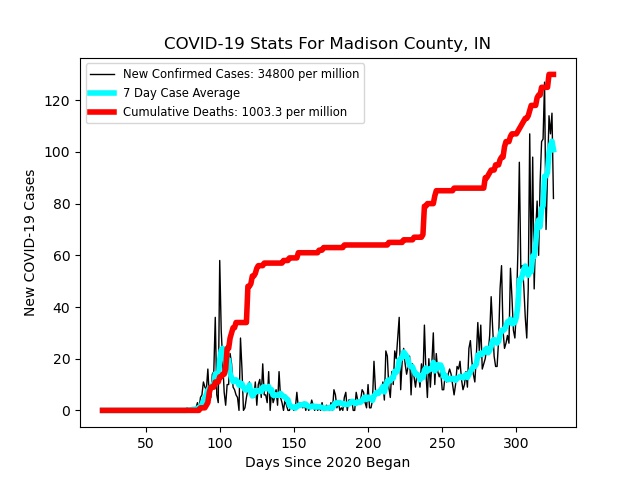 COVID-19 Stats For Madison County, IN
New Confirmed Cases: 34800 per million
7 Day Case Average
Cumulative Deaths: 1003.3 per million
New COVID-19 Cases
120
100
80
60
40
20
0
50
100
150
200
250
300
Days Since 2020 Began